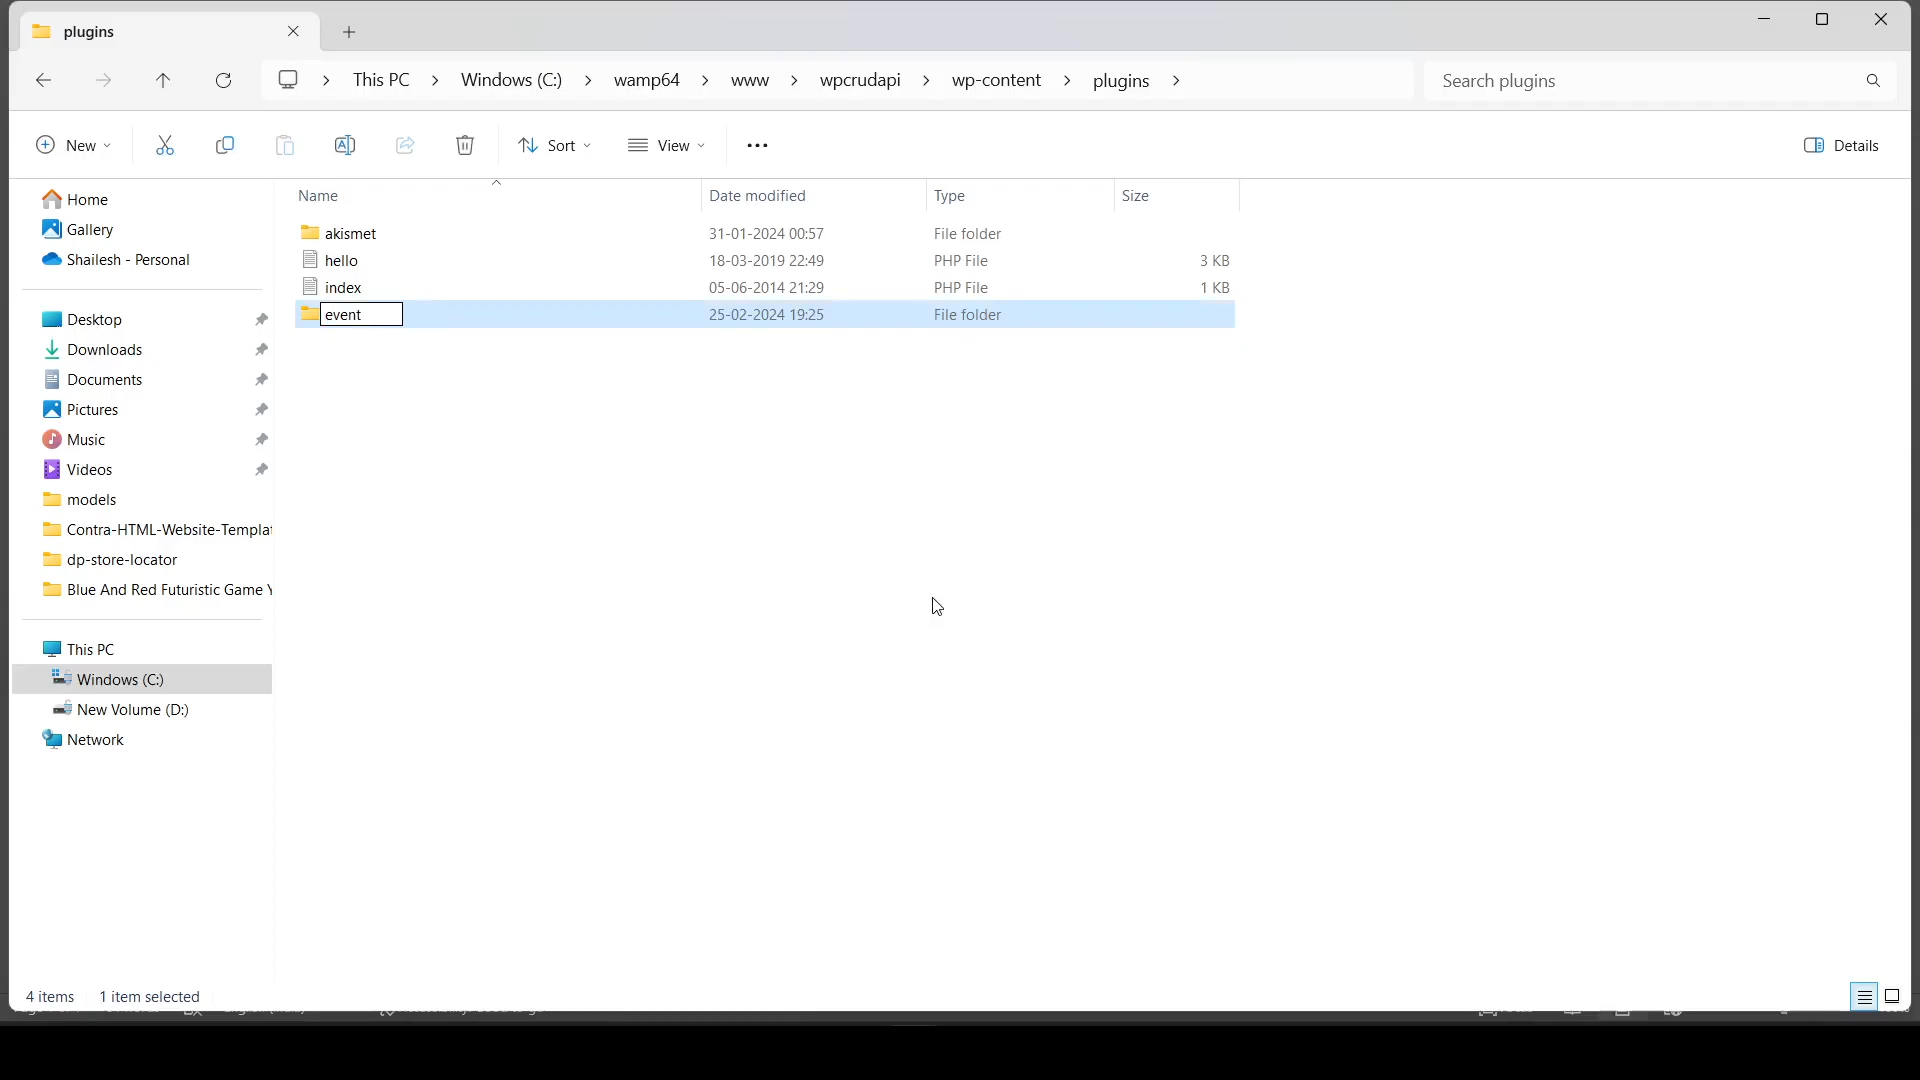 plugins
This PC > Windows (C:) > wamp64 > www > wpcrudapi > wp-content > plugins >
Search plugins
New
Sort
View
Details
Name Date modified Type Size
akismet 31-01-2024 00:57 File folder
hello 18-03-2019 22:49 PHP File 3 KB
index 05-06-2014 21:29 PHP File 1 KB
event 25-02-2024 19:25 File folder
Home
Gallery
Shailesh - Personal
Desktop
Downloads
Documents
Pictures
Music
Videos
models
Contra-HTML-Website-Templat
dp-store-locator
Blue And Red Futuristic Game Y
This PC
Windows (C:)
New Volume (D:)
Network
4 items 1 item selected